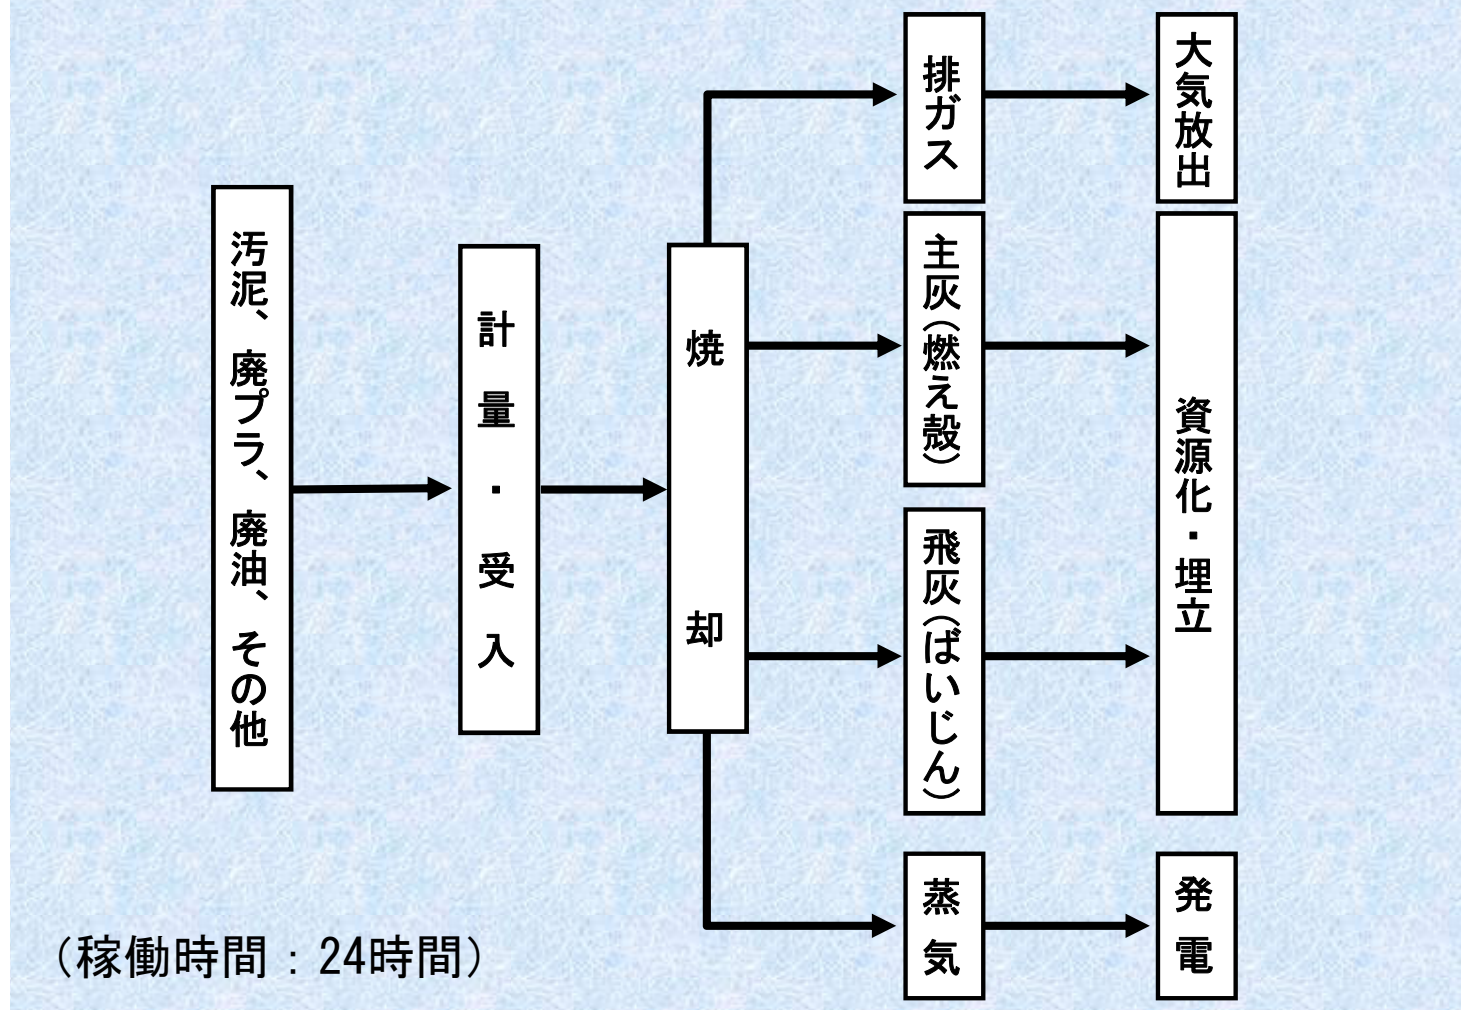 汚泥、廃プラ、廃油、その他
計量・受入
焼却
排ガス
大気放出
主灰(燃え殻)
飛灰(ばいじん)
資源化・埋立
蒸気
発電
(稼働時間:24時間)